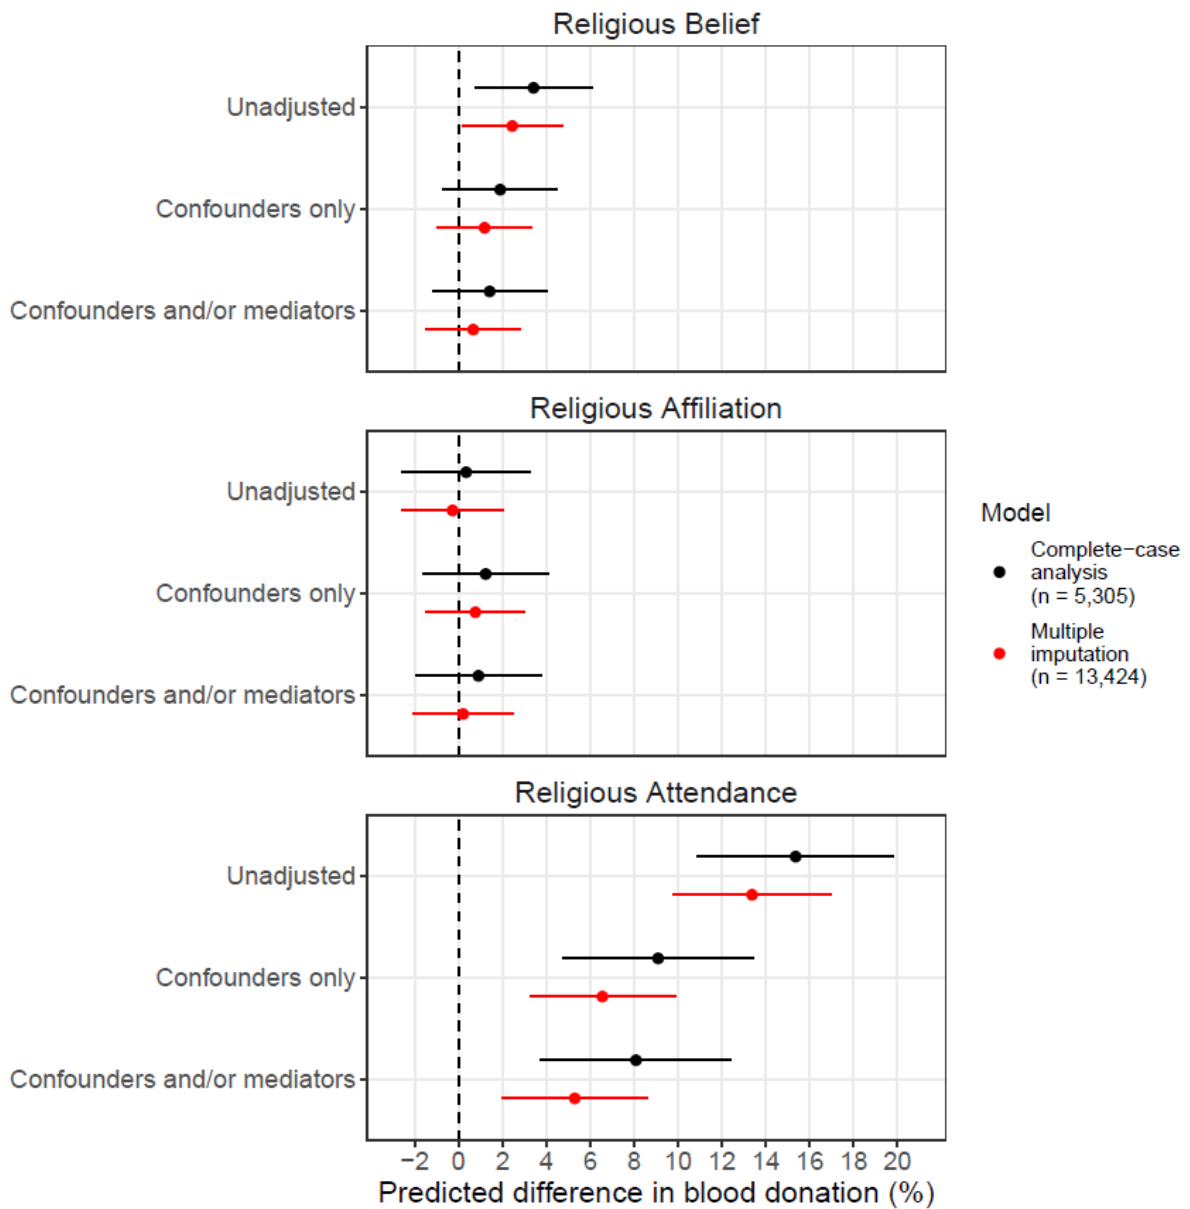 Religious Belief
Unadjusted
Confounders only
Confounders and/or mediators
Religious Affiliation
Unadjusted
Confounders only
Confounders and/or mediators
Religious Attendance
Unadjusted
Confounders only
Confounders and/or mediators
−2 0 2 4 6 8 10 12 14 16 18 20
Predicted difference in blood donation (%)
Model
Complete−case
analysis
(n = 5,305)
Multiple
imputation
(n = 13,424)